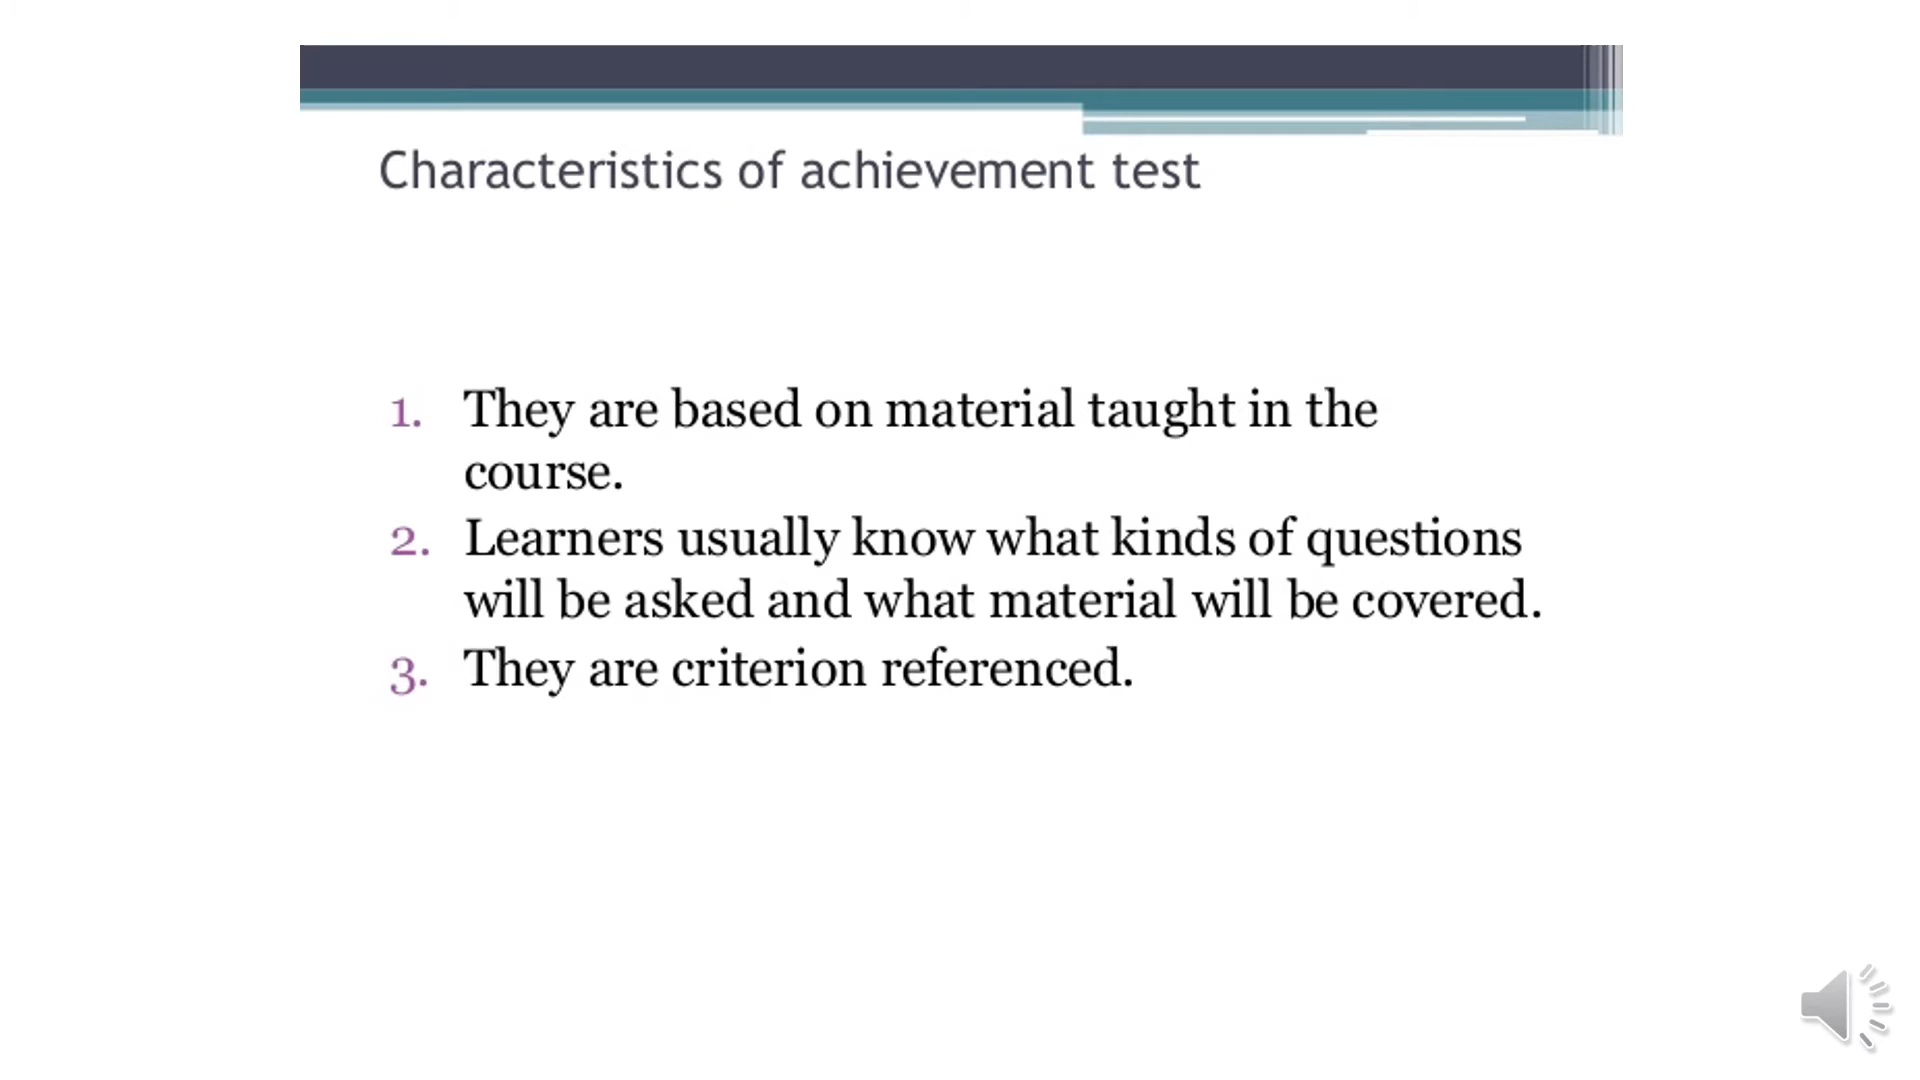 Characteristics of achievement test
1. They are based on material taught in the
course.
2. Learners usually know what kinds of questions
will be asked and what material will be covered.
3. They are criterion referenced.